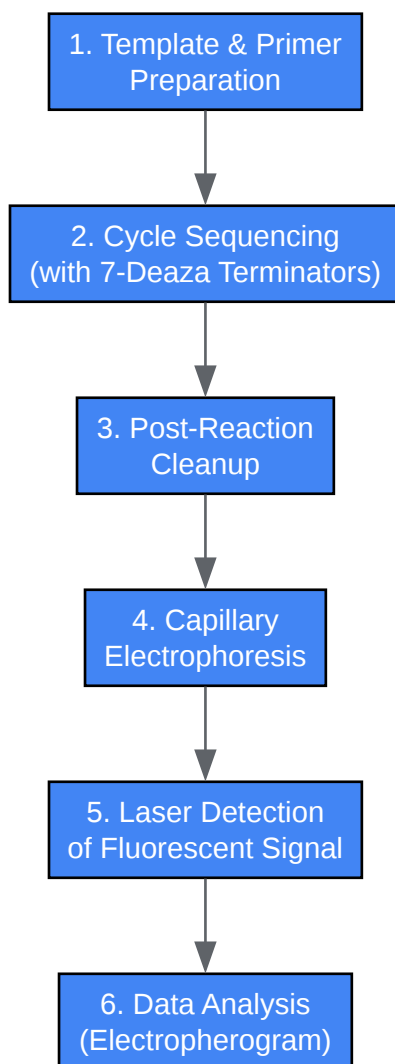 1. Template & Primer
Preparation
2. Cycle Sequencing
(with 7-Deaza Terminators)
3. Post-Reaction
Cleanup
4. Capillary
Electrophoresis
5. Laser Detection
of Fluorescent Signal
6. Data Analysis
(Electropherogram)